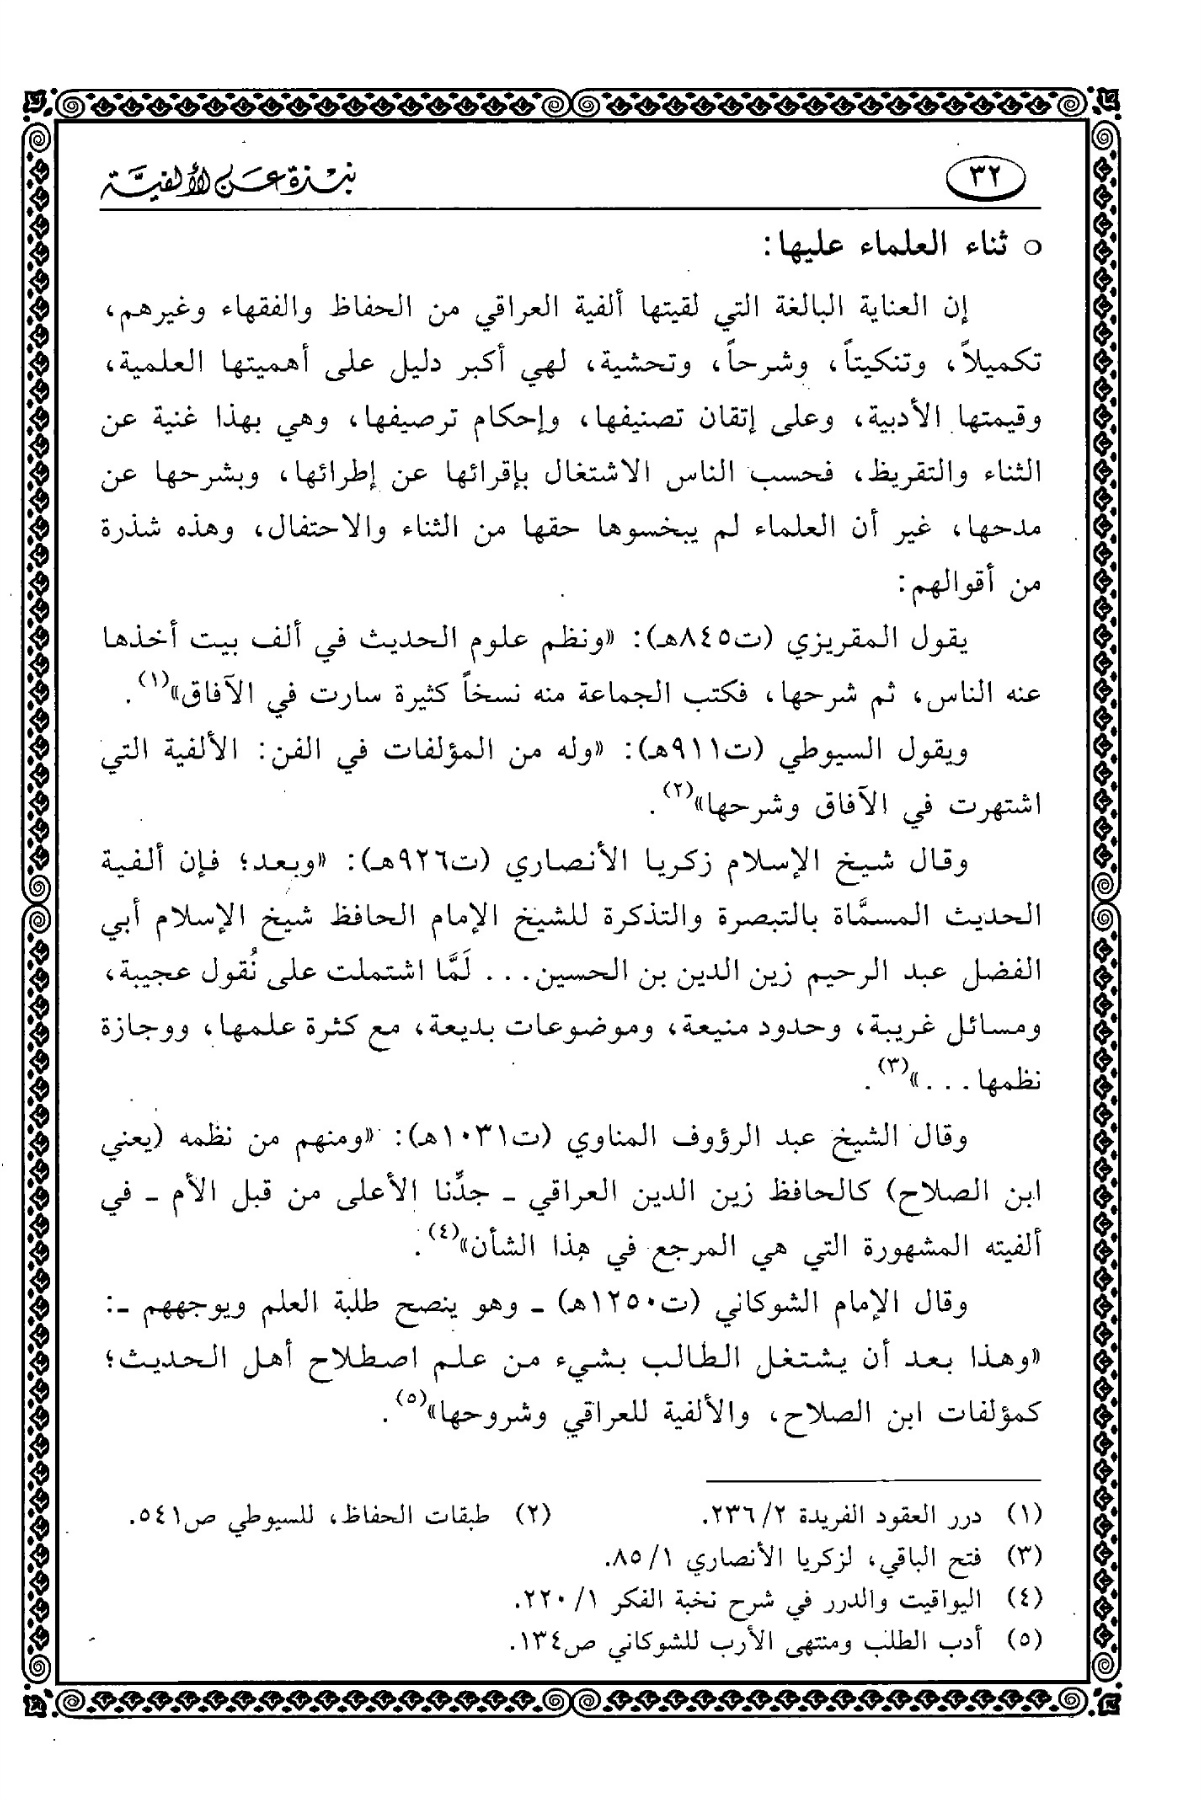 ٣٢
نبذة عن الألفية
○ ثناء العلماء عليها:
إن العناية البالغة التي لقيتها ألفية العراقي من الحفاظ والفقهاء وغيرهم،
تكميلاً، وتنكيتاً، وشرحاً، وتحشية، لهي أكبر دليل على أهميتها العلمية،
وقيمتها الأدبية، وعلى إتقان تصنيفها، وإحكام ترصيفها، وهي بهذا غنية عن
الثناء والتقريظ، فحسب الناس الاشتغال بإقرائها عن إطرائها، وبشرحها عن
مدحها، غير أن العلماء لم يبخسوها حقها من الثناء والاحتفال، وهذه شذرة
من أقوالهم:
يقول المقريزي (ت٨٤٥هـ): «ونظم علوم الحديث في ألف بيت أخذها
عنه الناس، ثم شرحها، فكتب الجماعة منه نسخاً كثيرة سارت في الآفاق»(١).
ويقول السيوطي (ت٩١١هـ): «وله من المؤلفات في الفن: الألفية التي
اشتهرت في الآفاق وشرحها»(٢).
وقال شيخ الإسلام زكريا الأنصاري (ت٩٢٦هـ): «وبعد؛ فإن ألفية
الحديث المسمَّاة بالتبصرة والتذكرة للشيخ الإمام الحافظ شيخ الإسلام أبي
الفضل عبد الرحيم زين الدين بن الحسين... لَمَّا اشتملت على نُقول عجيبة،
ومسائل غريبة، وحدود منيعة، وموضوعات بديعة، مع كثرة علمها، ووجازة
نظمها...»(٣).
وقال الشيخ عبد الرؤوف المناوي (ت١٠٣١هـ): «ومنهم من نظمه (يعني
ابن الصلاح) كالحافظ زين الدين العراقي ـ جدِّنا الأعلى من قبل الأم ـ في
ألفيته المشهورة التي هي المرجع في هذا الشأن»(٤).
وقال الإمام الشوكاني (ت١٢٥٠هـ) ـ وهو ينصح طلبة العلم ويوجههم ـ:
«وهذا بعد أن يشتغل الطالب بشيء من علم اصطلاح أهل الحديث؛
كمؤلفات ابن الصلاح، والألفية للعراقي وشروحها»(٥).
(١) درر العقود الفريدة ٢/ ٢٣٦. (٢) طبقات الحفاظ، للسيوطي ص٥٤١.
(٣) فتح الباقي، لزكريا الأنصاري ١/ ٨٥.
(٤) اليواقيت والدرر في شرح نخبة الفكر ١/ ٢٢٠.
(٥) أدب الطلب ومنتهى الأرب للشوكاني ص١٣٤.